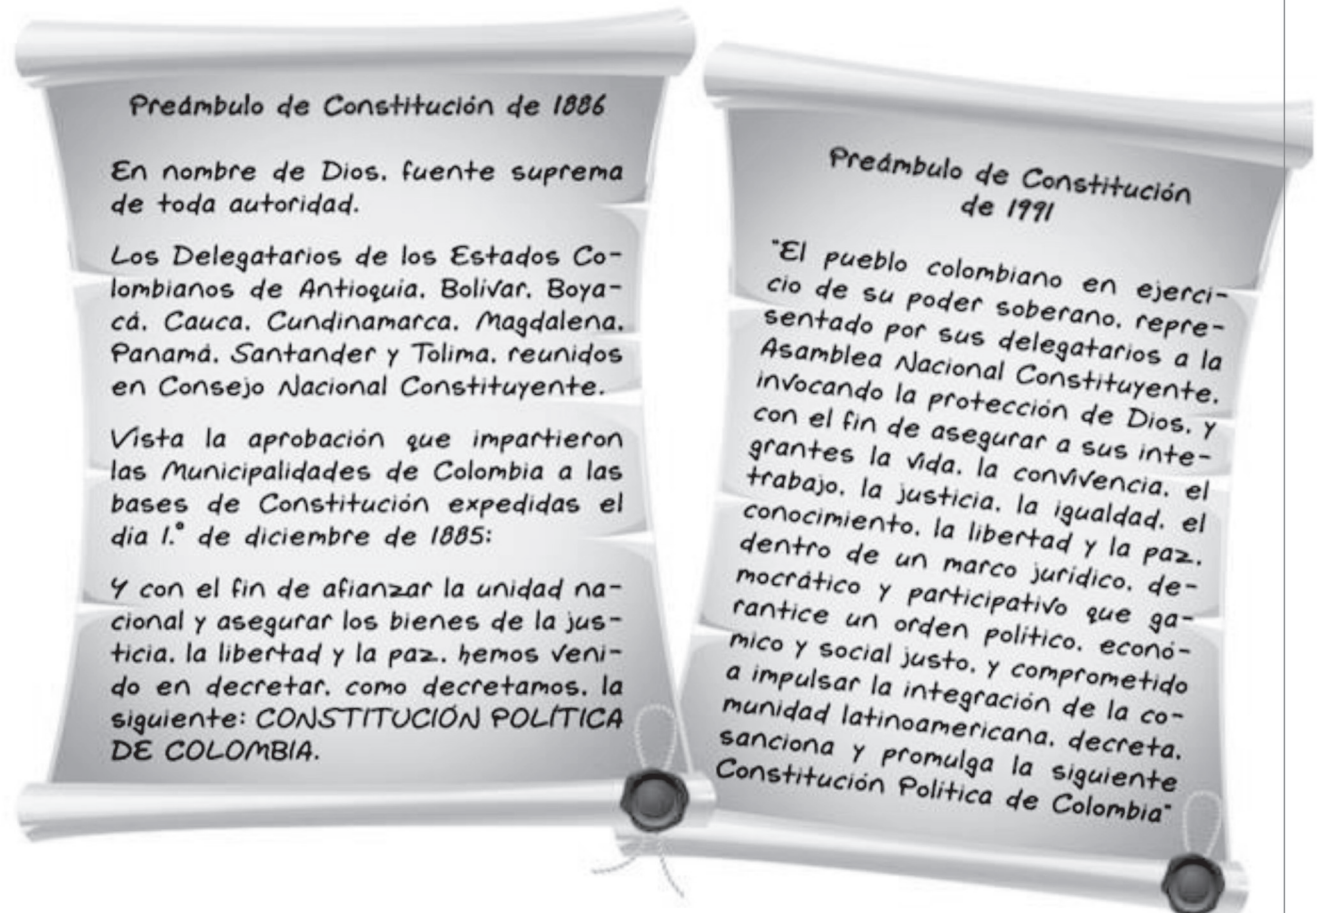 Preámbulo de Constitución de 1886
En nombre de Dios, fuente suprema
de toda autoridad.
Los Delegatarios de los Estados Co-
lombianos de Antioquia, Bolívar, Boya-
cá, Cauca, Cundinamarca, Magdalena,
Panamá, Santander y Tolima, reunidos
en Consejo Nacional Constituyente.
Vista la aprobación que impartieron
las Municipalidades de Colombia a las
bases de Constitución expedidas el
día 1.° de diciembre de 1885:
Y con el fin de afianzar la unidad na-
cional y asegurar los bienes de la jus-
ticia, la libertad y la paz, hemos veni-
do en decretar, como decretamos, la
siguiente: CONSTITUCIÓN POLÍTICA
DE COLOMBIA.
Preámbulo de Constitución
de 1991
"El pueblo colombiano en ejerci-
cio de su poder soberano, repre-
sentado por sus delegatarios a la
Asamblea Nacional Constituyente,
invocando la protección de Dios, y
con el fin de asegurar a sus inte-
grantes la vida, la convivencia, el
trabajo, la justicia, la igualdad, el
conocimiento, la libertad y la paz,
dentro de un marco jurídico, de-
mocrático y participativo que ga-
rantice un orden político, econó-
mico y social justo, y comprometido
a impulsar la integración de la co-
munidad latinoamericana, decreta,
sanciona y promulga la siguiente
Constitución Política de Colombia"